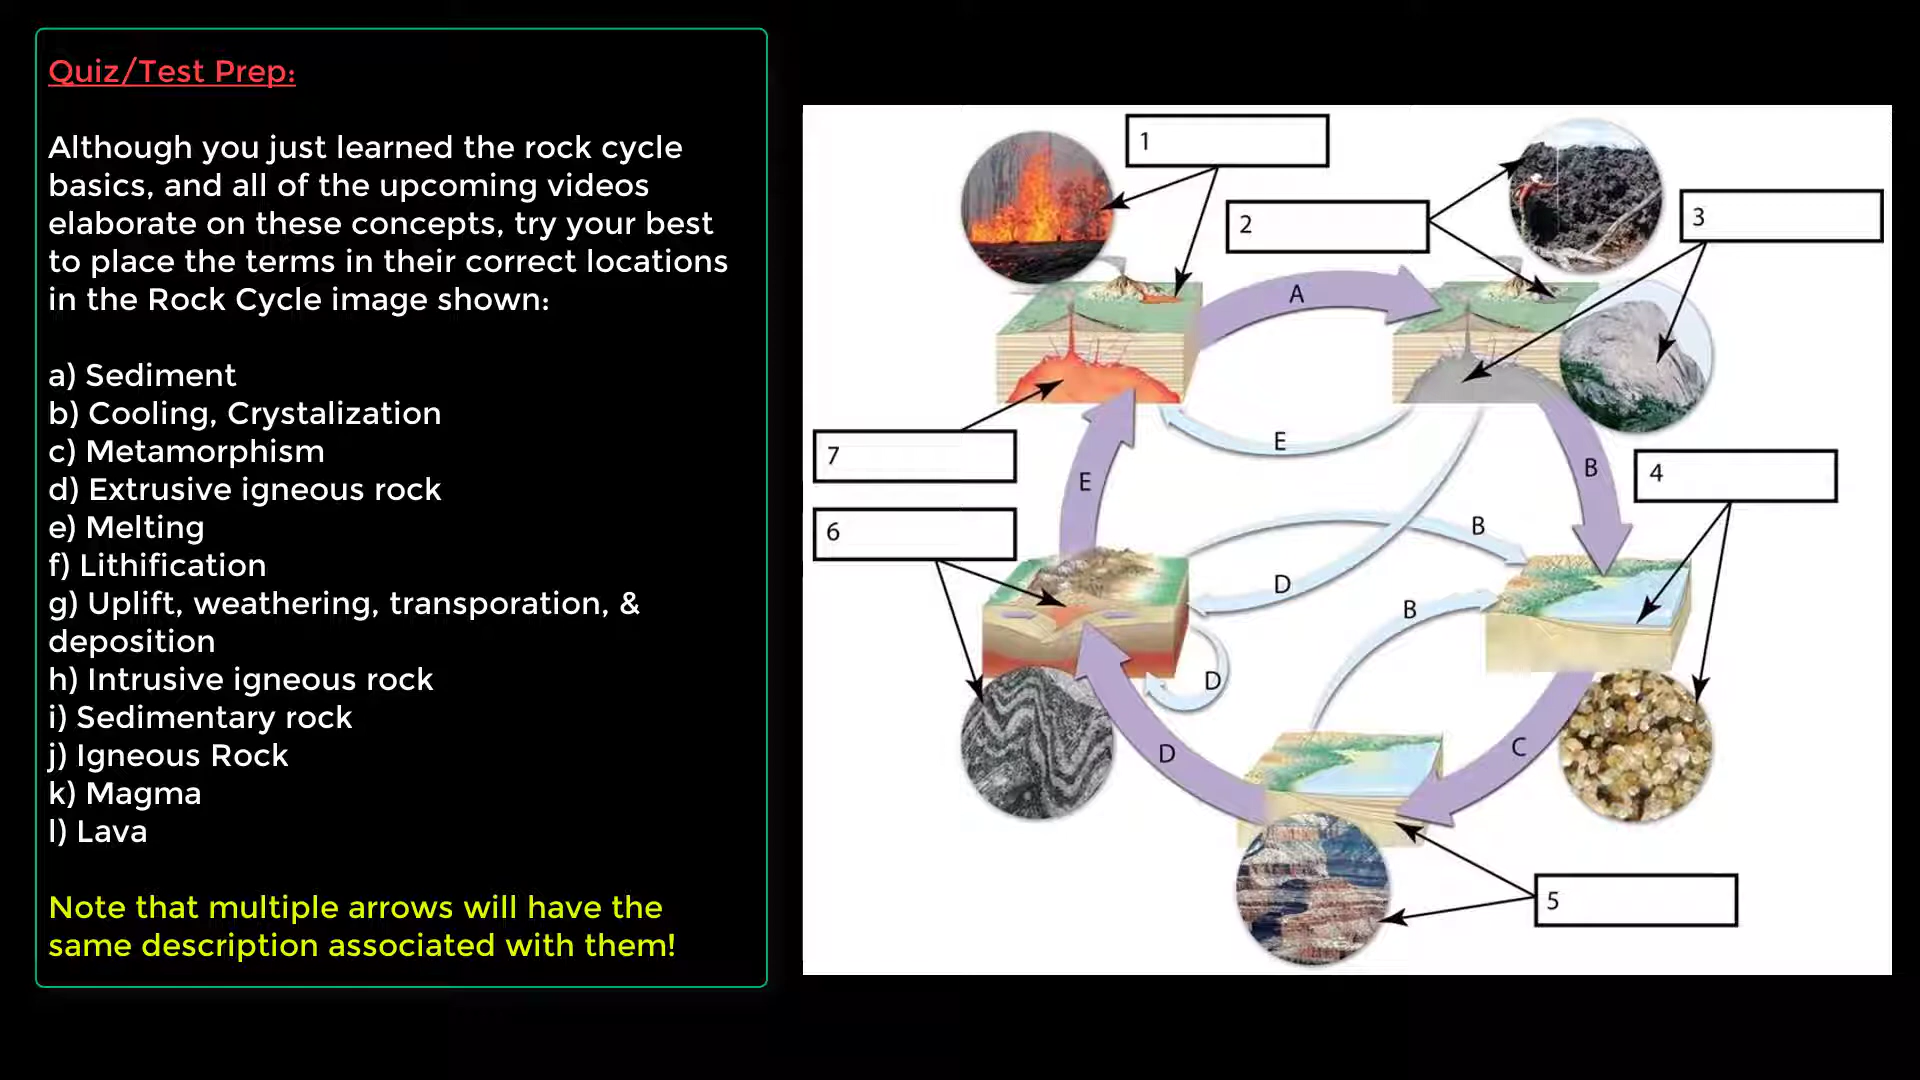 Quiz/Test Prep:
Although you just learned the rock cycle
basics, and all of the upcoming videos
elaborate on these concepts, try your best
to place the terms in their correct locations
in the Rock Cycle image shown:
a) Sediment
b) Cooling, Crystalization
c) Metamorphism
d) Extrusive igneous rock
e) Melting
f) Lithification
g) Uplift, weathering, transporation, &
deposition
h) Intrusive igneous rock
i) Sedimentary rock
j) Igneous Rock
k) Magma
l) Lava
Note that multiple arrows will have the
same description associated with them!
1
2
3
A
E
7
B
4
E
6
B
D
B
D
D
C
5